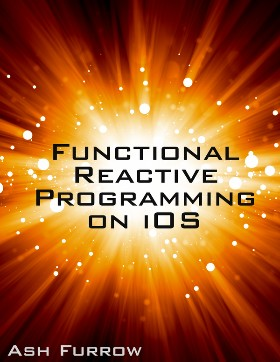 Functional
Reactive
Programming
on iOS
Ash Furrow